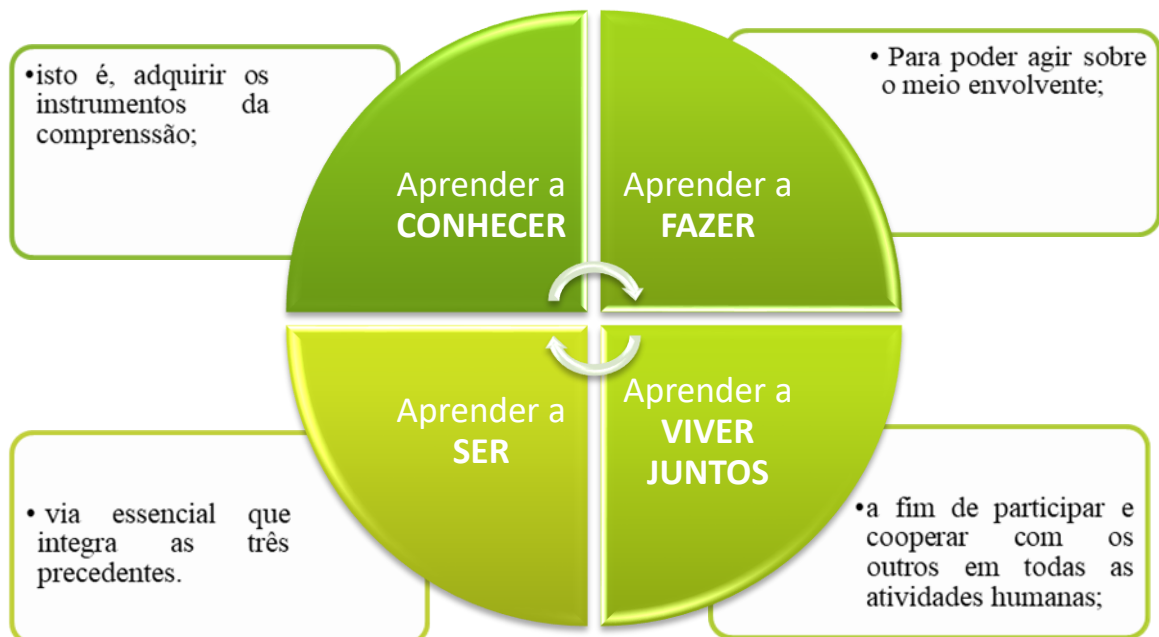 •isto é, adquirir os
instrumentos da
comprenssão;
Aprender a
CONHECER
Aprender a
FAZER
• Para poder agir sobre
o meio envolvente;
• via essencial que
integra as três
precedentes.
Aprender a
SER
Aprender a
VIVER
JUNTOS
•a fim de participar e
cooperar com os
outros em todas as
atividades humanas;